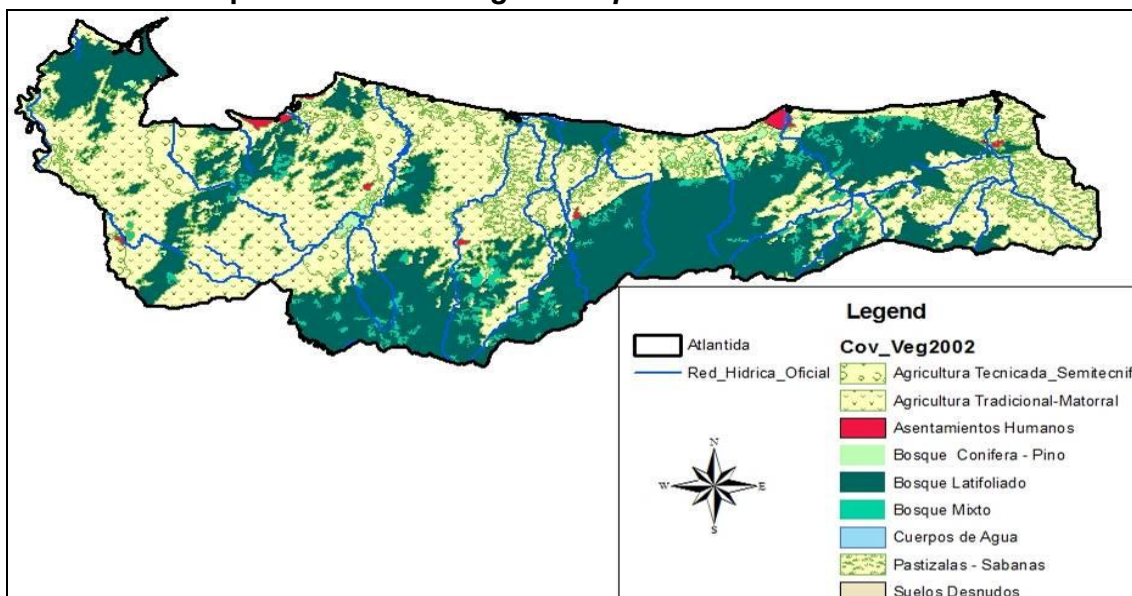 Legend
Atlantida
Red_Hidrica_Oficial
Cov_Veg2002
Agricultura Tecnicada_Semitecnif
Agricultura Tradicional-Matorral
Asentamientos Humanos
Bosque Conifera - Pino
Bosque Latifoliado
Bosque Mixto
Cuerpos de Agua
Pastizalas - Sabanas
Suelos Desnudos
N
W E
S